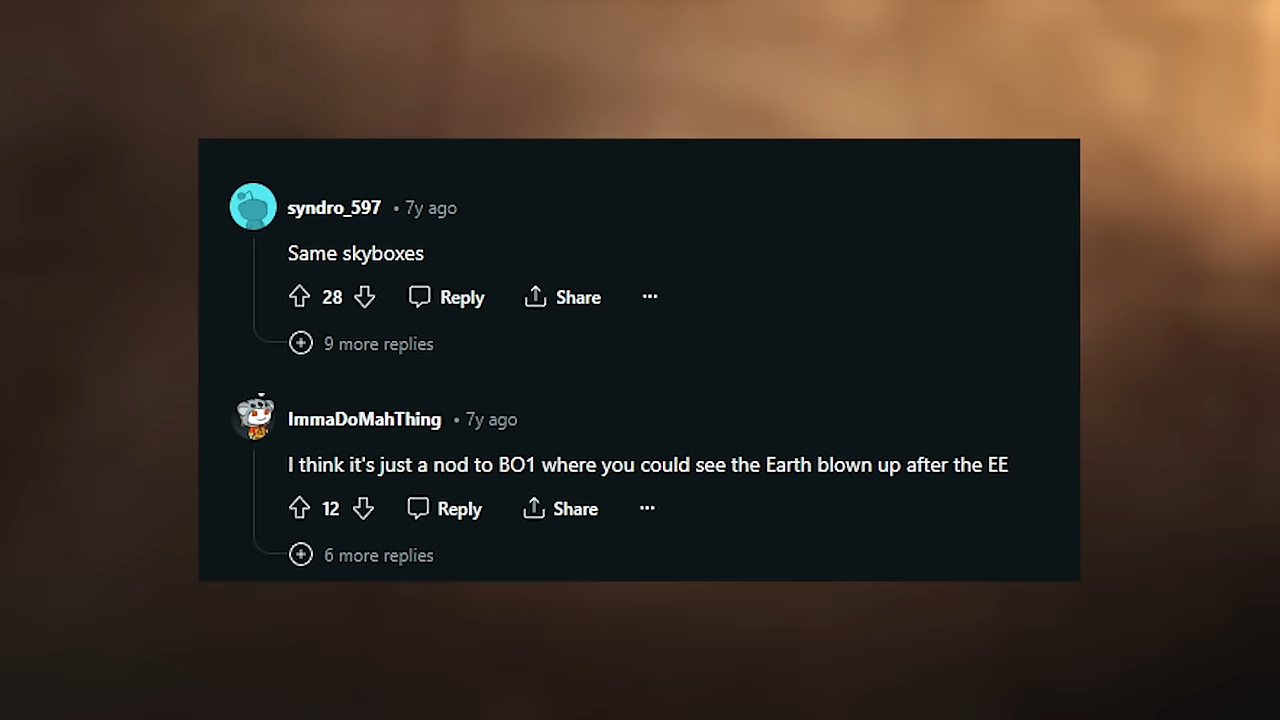 syndro_597 • 7y ago
Same skyboxes
28 Reply Share ...
9 more replies
ImmaDoMahThing • 7y ago
I think it's just a nod to BO1 where you could see the Earth blown up after the EE
12 Reply Share ...
6 more replies